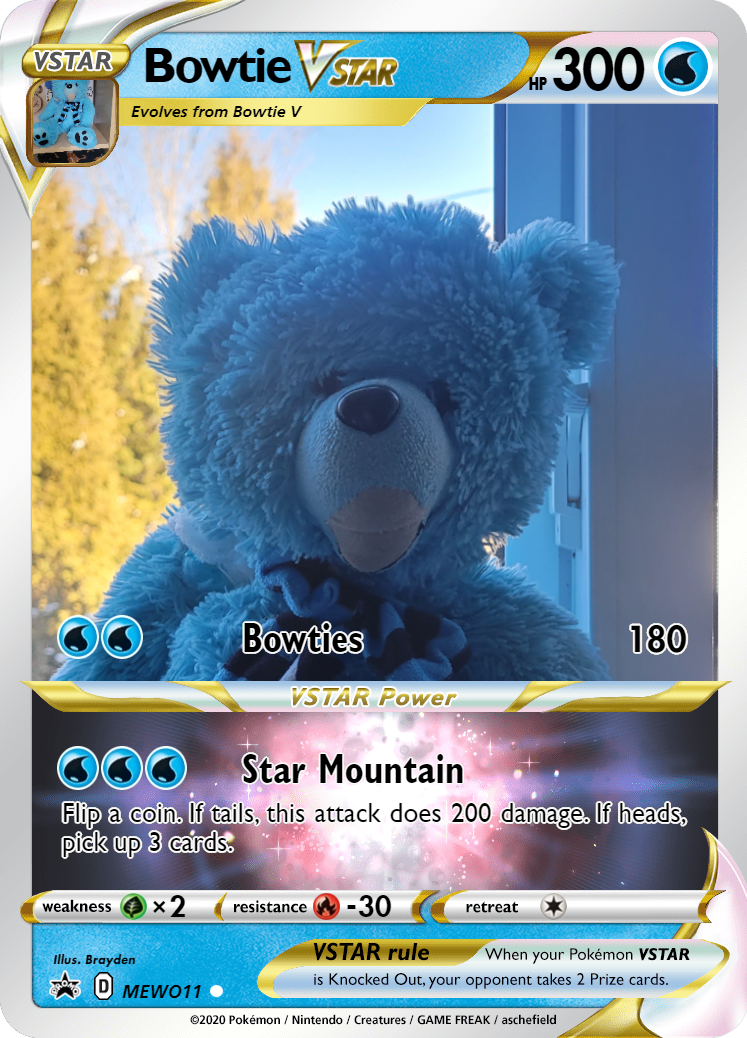 VSTAR
Bowtie VSTAR
HP 300
Evolves from Bowtie V
Bowties 180
VSTAR Power
Star Mountain
Flip a coin. If tails, this attack does 200 damage. If heads,
pick up 3 cards.
weakness ×2 resistance -30 retreat
Illus. Brayden
VSTAR rule When your Pokémon VSTAR
is Knocked Out, your opponent takes 2 Prize cards.
PROMO
D MEWO11
©2020 Pokémon / Nintendo / Creatures / GAME FREAK / aschefield